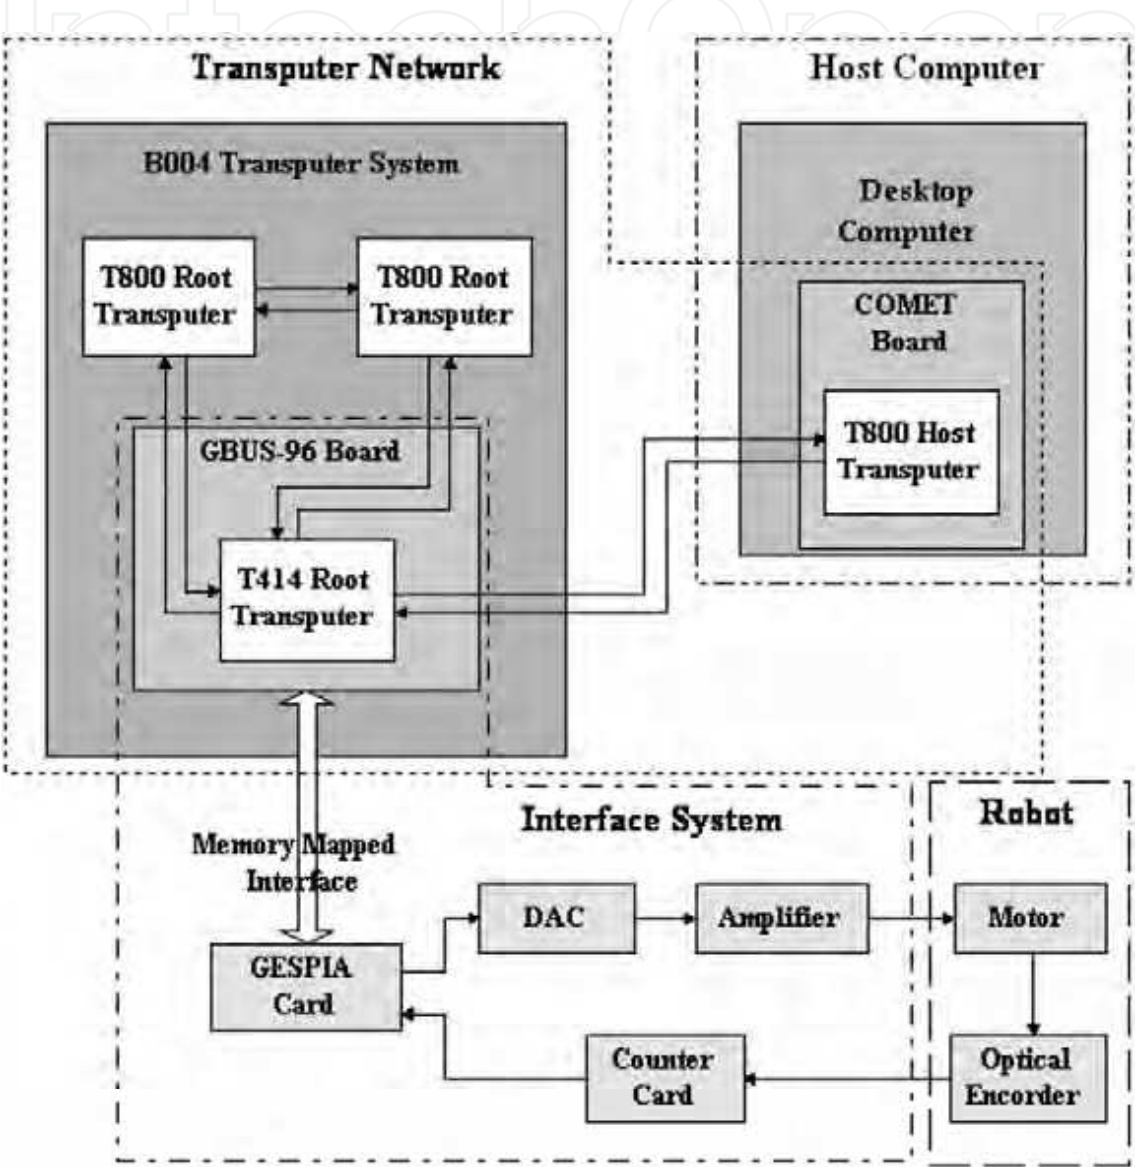 Transputer Network
Host Computer
B004 Transputer System
Desktop
Computer
T800 Root
Transputer
T800 Root
Transputer
COMET
Board
T800 Host
Transputer
GBUS-96 Board
T414 Root
Transputer
Interface System
Robot
Memory Mapped
Interface
DAC
Amplifier
Motor
GESPIA
Card
Counter
Card
Optical
Encorder